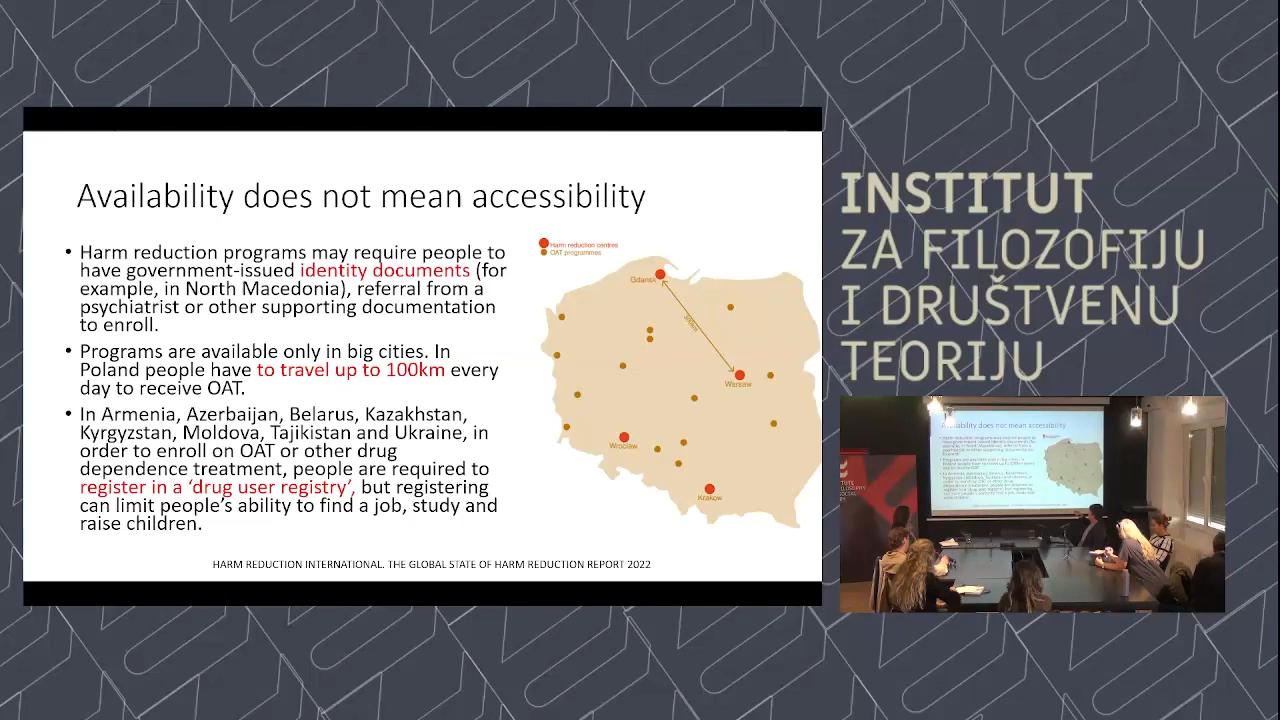 Availability does not mean accessibility
• Harm reduction programs may require people to
have government-issued identity documents (for
example, in North Macedonia), referral from a
psychiatrist or other supporting documentation
to enroll.
• Programs are available only in big cities. In
Poland people have to travel up to 100km every
day to receive OAT.
• In Armenia, Azerbaijan, Belarus, Kazakhstan,
Kyrgyzstan, Moldova, Tajikistan and Ukraine, in
order to enroll on OAT or other drug
dependence treatment, people are required to
register in a ‘drug user registry’, but registering
can limit people’s ability to find a job, study and
raise children.
Harm reduction centres
OAT programmes
Gdansk
Warsaw
Wroclaw
Krakow
HARM REDUCTION INTERNATIONAL. THE GLOBAL STATE OF HARM REDUCTION REPORT 2022
INSTITUT
ZA FILOZOFIJU
I DRUŠTVENU
TEORIJU
Availability does not mean accessibility